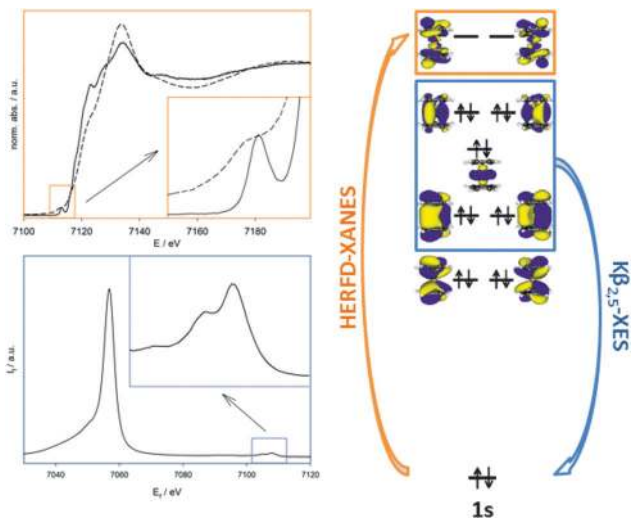 norm. abs. / a.u.
7100 7120 7140 7160 7180
E / eV
I_f / a.u.
7040 7060 7080 7100 7120
E_f / eV
HERFD-XANES
Kβ2,5-XES
1s